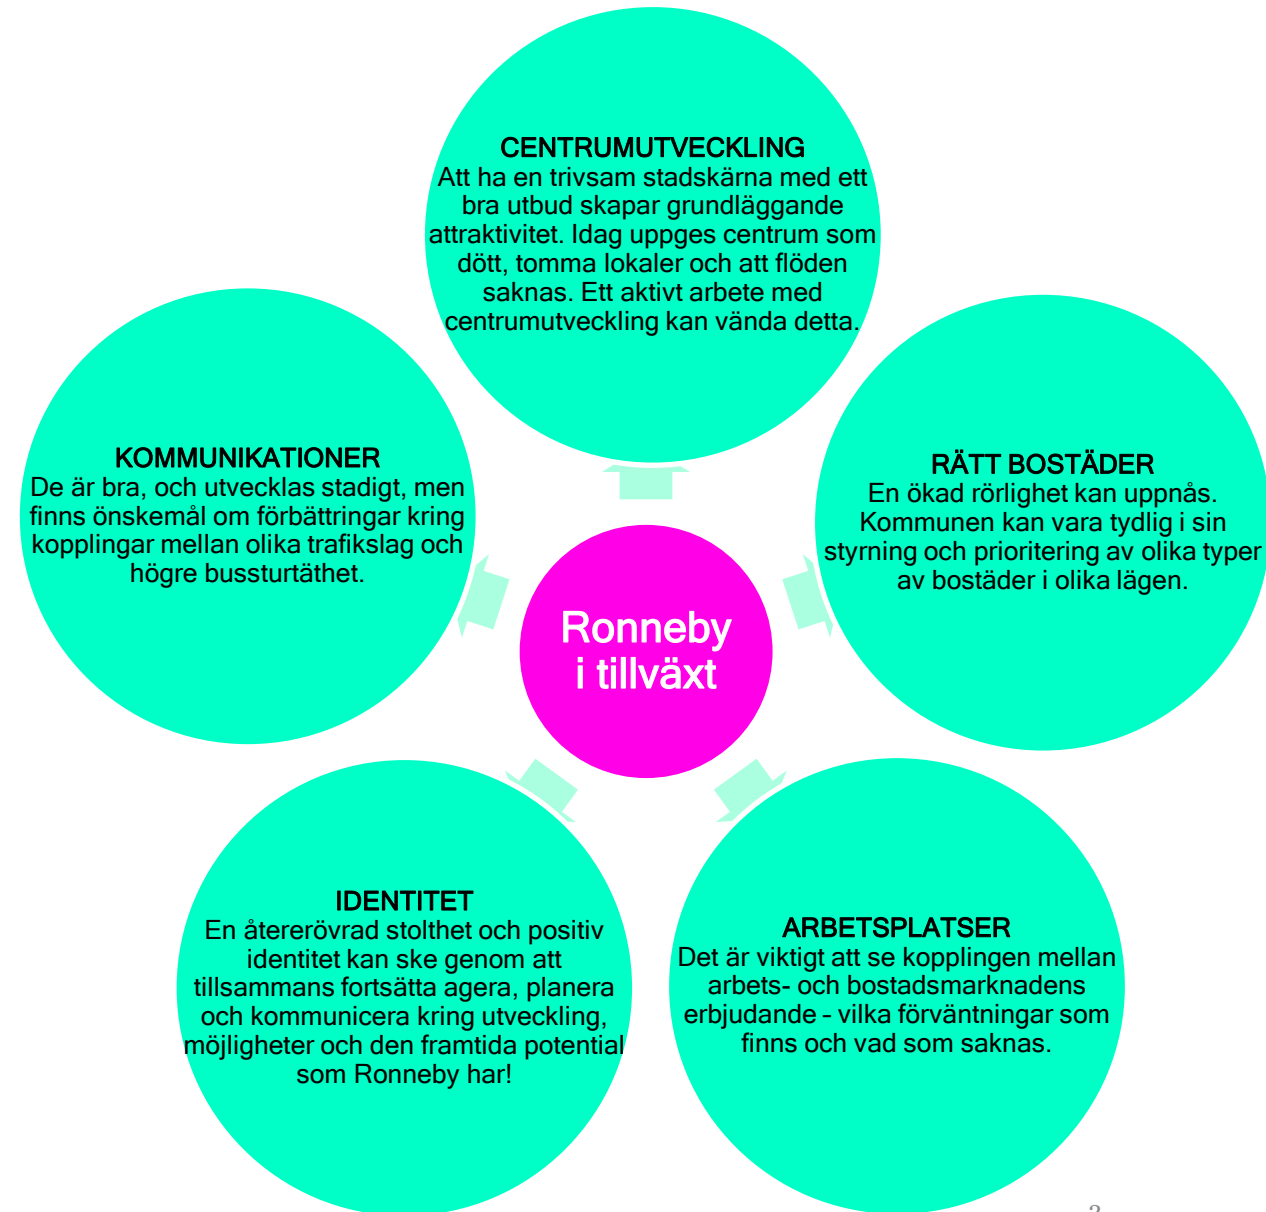 CENTRUMUTVECKLING
Att ha en trivsam stadskärna med ett
bra utbud skapar grundläggande
attraktivitet. Idag uppges centrum som
dött, tomma lokaler och att flöden
saknas. Ett aktivt arbete med
centrumutveckling kan vända detta.
KOMMUNIKATIONER
De är bra, och utvecklas stadigt, men
finns önskemål om förbättringar kring
kopplingar mellan olika trafikslag och
högre bussturtäthet.
RÄTT BOSTÄDER
En ökad rörlighet kan uppnås.
Kommunen kan vara tydlig i sin
styrning och prioritering av olika typer
av bostäder i olika lägen.
Ronneby
i tillväxt
IDENTITET
En återerövrad stolthet och positiv
identitet kan ske genom att
tillsammans fortsätta agera, planera
och kommunicera kring utveckling,
möjligheter och den framtida potential
som Ronneby har!
ARBETSPLATSER
Det är viktigt att se kopplingen mellan
arbets- och bostadsmarknadens
erbjudande – vilka förväntningar som
finns och vad som saknas.